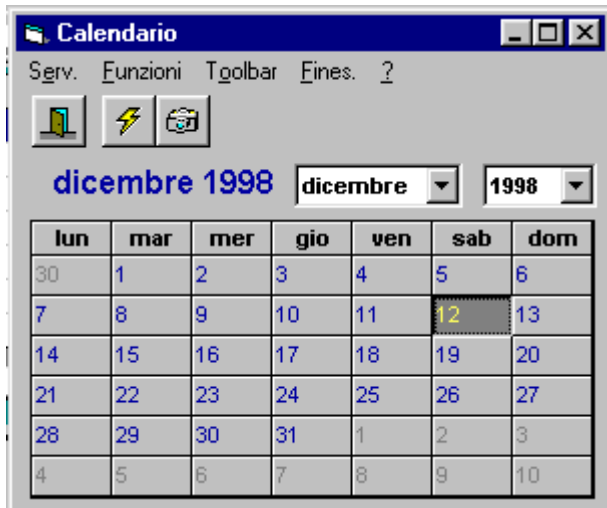 Calendario
Serv. Funzioni Toolbar Fines. ?
dicembre 1998 dicembre 1998
lun mar mer gio ven sab dom
30 1 2 3 4 5 6
7 8 9 10 11 12 13
14 15 16 17 18 19 20
21 22 23 24 25 26 27
28 29 30 31 1 2 3
4 5 6 7 8 9 10